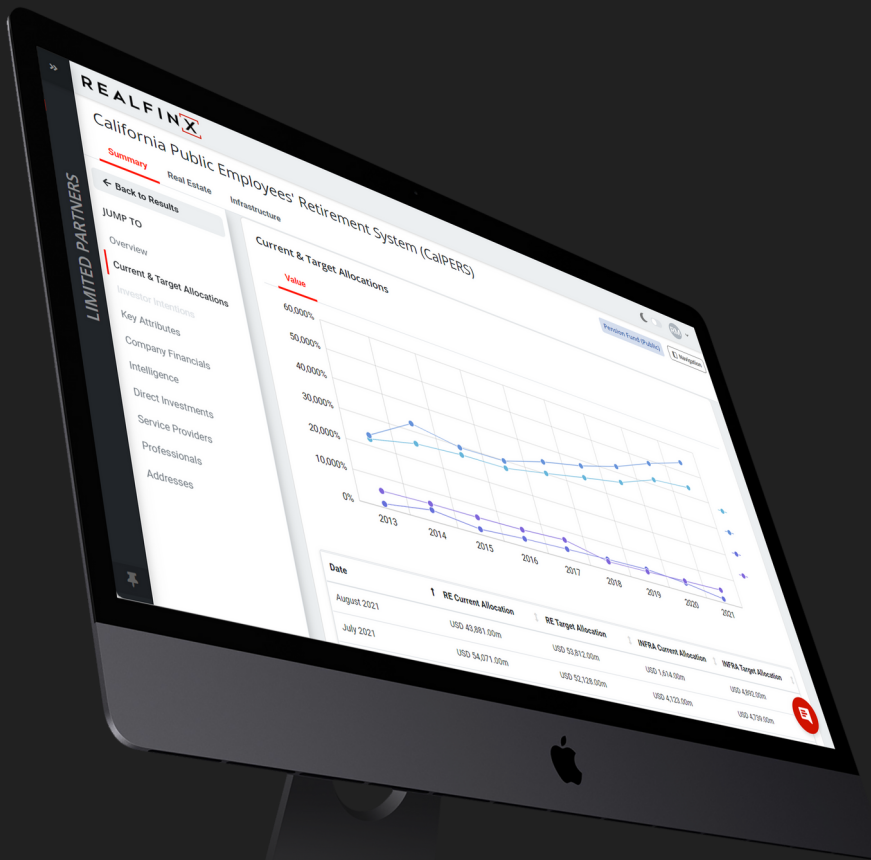 »
REALFINX
California Public Employees' Retirement System (CalPERS)
Summary
Real Estate
Infrastructure
LIMITED PARTNERS
← Back to Results
JUMP TO
Overview
Current & Target Allocations
Investor Intentions
Key Attributes
Company Financials
Intelligence
Direct Investments
Service Providers
Professionals
Addresses
Pension Fund (Public)
Navigation
Current & Target Allocations
Value
60,000%
50,000%
40,000%
30,000%
20,000%
10,000%
0%
2013 2014 2015 2016 2017 2018 2019 2020 2021
Date ↑ RE Current Allocation RE Target Allocation INFRA Current Allocation INFRA Target Allocation
August 2021 USD 43,881.00m USD 53,812.00m USD 1,614.00m USD 4,892.00m
July 2021 USD 54,071.00m USD 52,128.00m USD 4,123.00m USD 4,739.00m